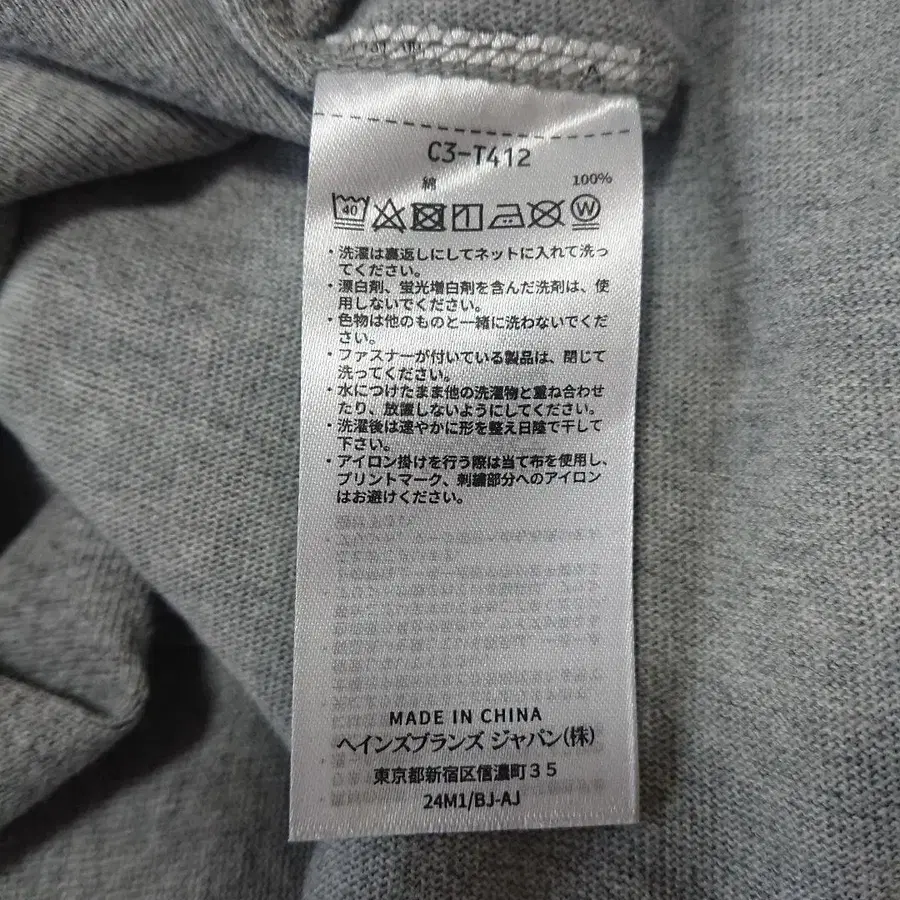 C3-T412
綿 100%
40 W
・洗濯は裏返しにしてネットに入れて洗っ
てください。
・漂白剤、蛍光増白剤を含んだ洗剤は、使
用しないでください。
・色物は他のものと一緒に洗わないでくだ
さい。
・ファスナーが付いている製品は、閉じて
洗ってください。
・水につけたまま他の洗濯物と重ね合わせ
たり、放置しないようにしてください。
・洗濯後は速やかに形を整え日陰で干して
下さい。
・アイロン掛けを行う際は当て布を使用し、
プリントマーク、刺繍部分へのアイロン
はお避けください。
MADE IN CHINA
ヘインズブランズ ジャパン(株)
東京都新宿区信濃町35
24M1/BJ-AJ